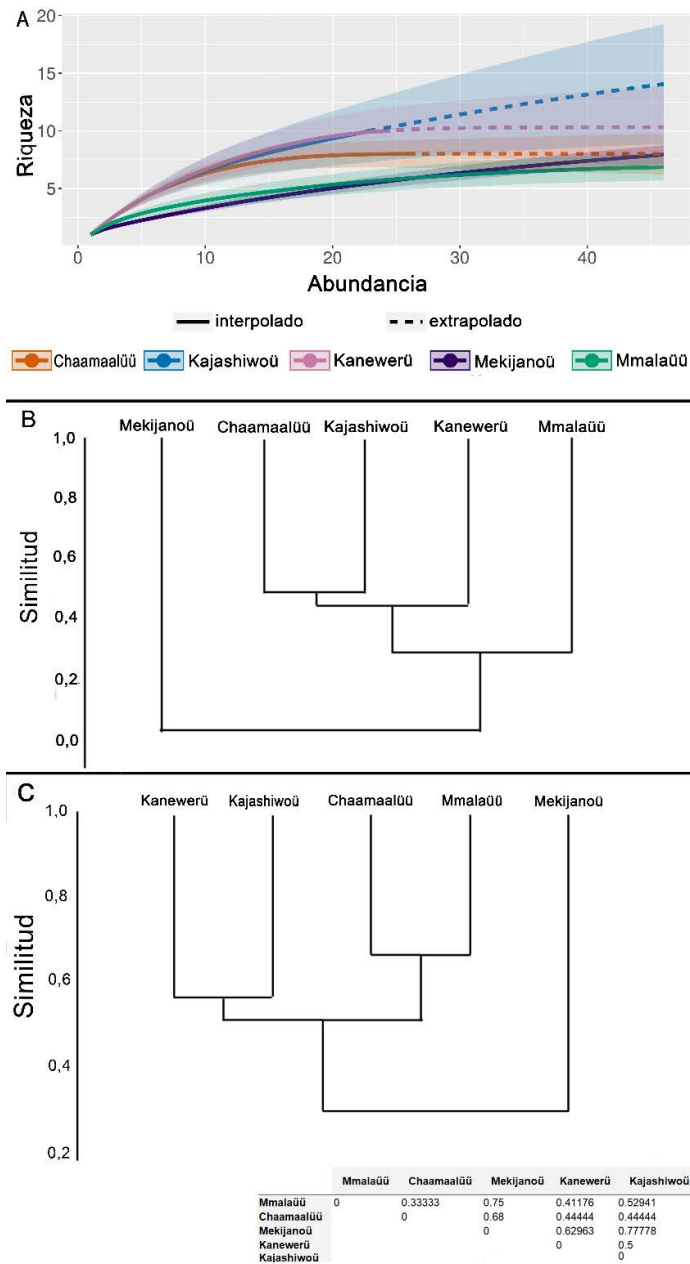 A
20
15
10
5
Riqueza
0 10 20 30 40
Abundancia
interpolado extrapolado
Chaamaalüü Kajashiwoü Kanewerü Mekijanoü Mmalaüü
B
Mekijanoü Chaamaalüü Kajashiwoü Kanewerü Mmalaüü
1,0
0,8
0,6
0,4
0,2
0,0
Similitud
C
Kanewerü Kajashiwoü Chaamaalüü Mmalaüü Mekijanoü
1,0
0,8
0,6
0,4
0,2
Similitud
Mmalaüü Chaamaalüü Mekijanoü Kanewerü Kajashiwoü
Mmalaüü 0 0.33333 0.75 0.41176 0.52941
Chaamaalüü 0 0.68 0.44444 0.44444
Mekijanoü 0 0.62963 0.77778
Kanewerü 0 0.5
Kajashiwoü 0